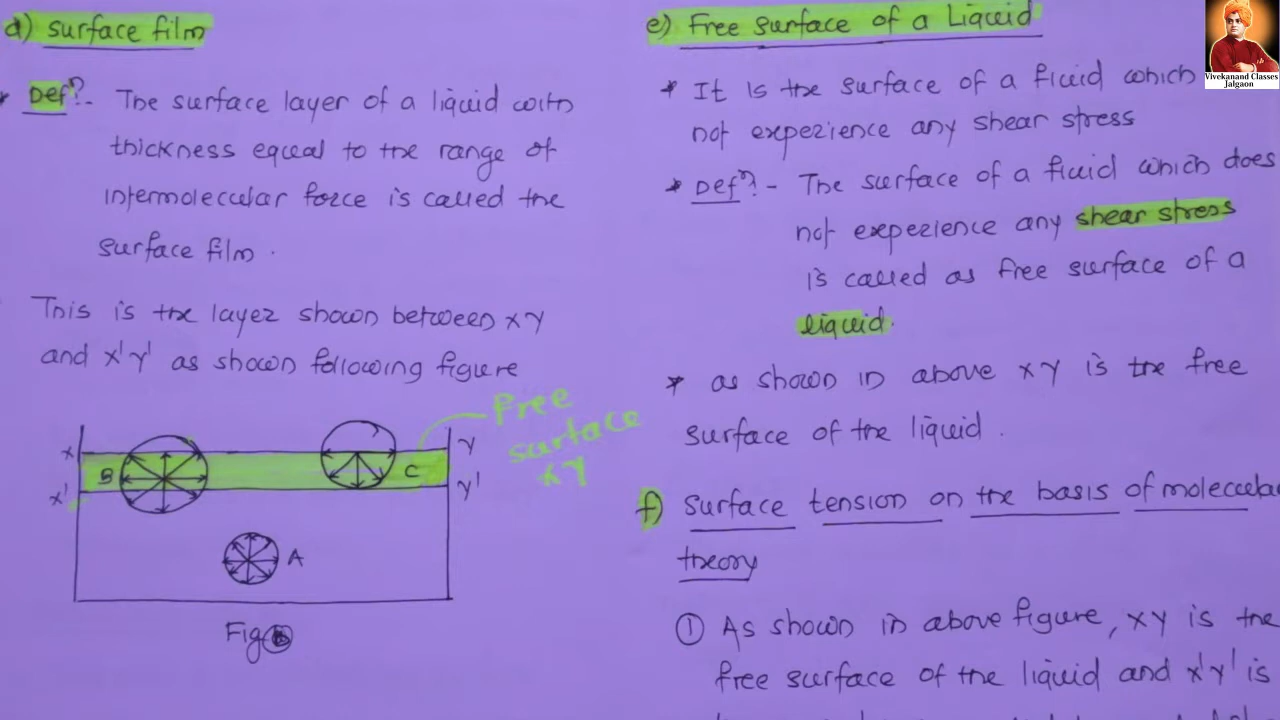 d) surface film
* Defn:- The surface layer of a liquid with
thickness equal to the range of
intermolecular force is called the
surface film.
This is the layer shown between xy
and x'y' as shown following figure
Free
surface
xy
x
y
B
C
x'
y'
A
Fig
e) Free surface of a Liquid
* It is the surface of a fluid which
not experience any shear stress
* Defn:- The surface of a fluid which does
not experience any shear stress
is called as free surface of a
liquid.
* as shown in above xy is the free
surface of the liquid.
f) Surface tension on the basis of molecular
theory
① As shown in above figure, xy is the
free surface of the liquid and x'y' is
Vivekanand Classes
Jalgaon